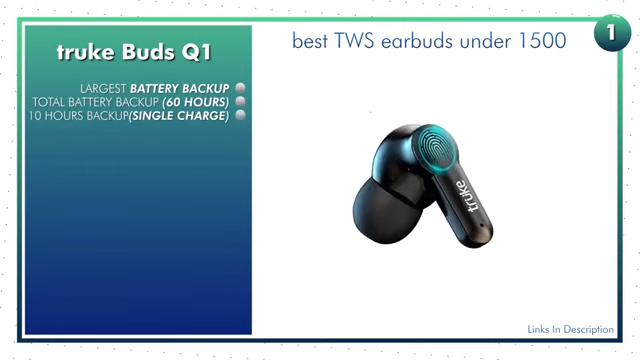 truke Buds Q1
LARGEST BATTERY BACKUP
TOTAL BATTERY BACKUP (60 HOURS)
10 HOURS BACKUP(SINGLE CHARGE)
best TWS earbuds under 1500
1
truke
Links In Description